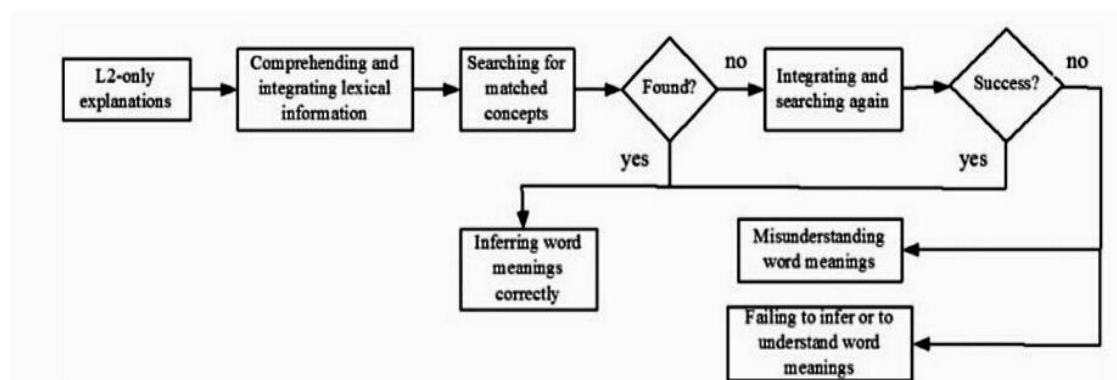 L2-only
explanations
Comprehending and
integrating lexical
information
Searching for
matched
concepts
Found?
no
yes
Integrating and
searching again
Success?
no
yes
Inferring word
meanings
correctly
Misunderstanding
word meanings
Failing to infer or to
understand word
meanings